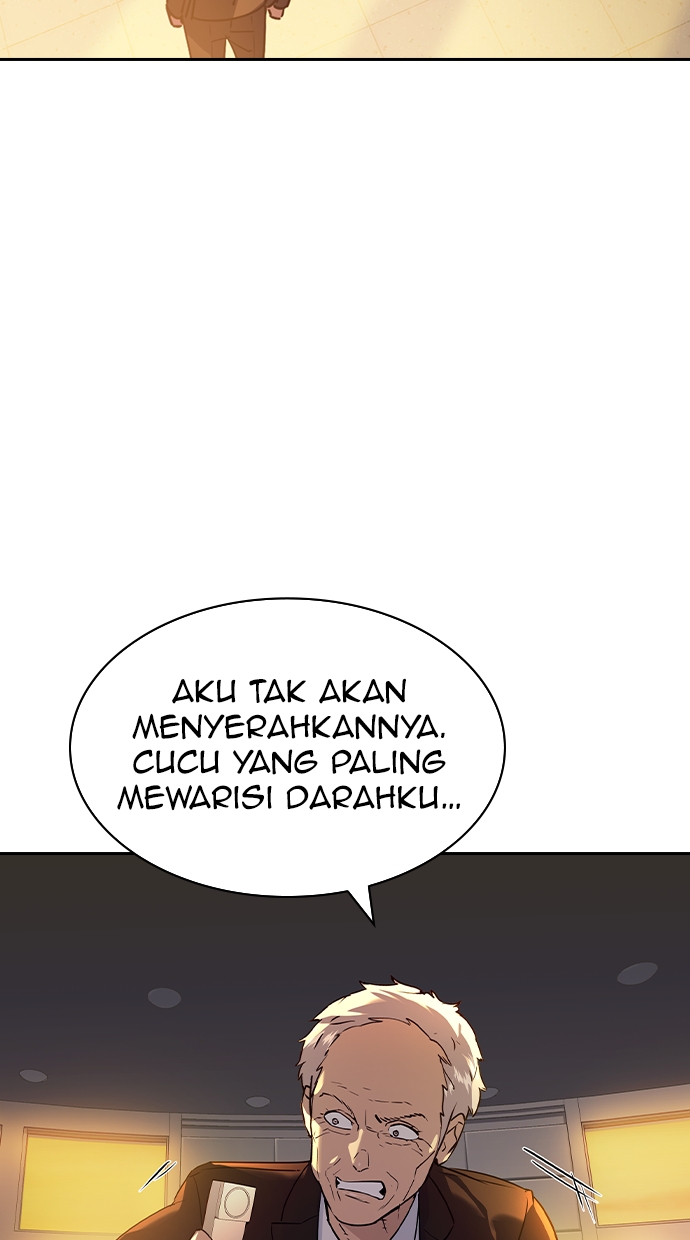 AKU TAK AKAN
MENYERAHKANNYA.
CUCU YANG PALING
MEWARISI DARAHKU...